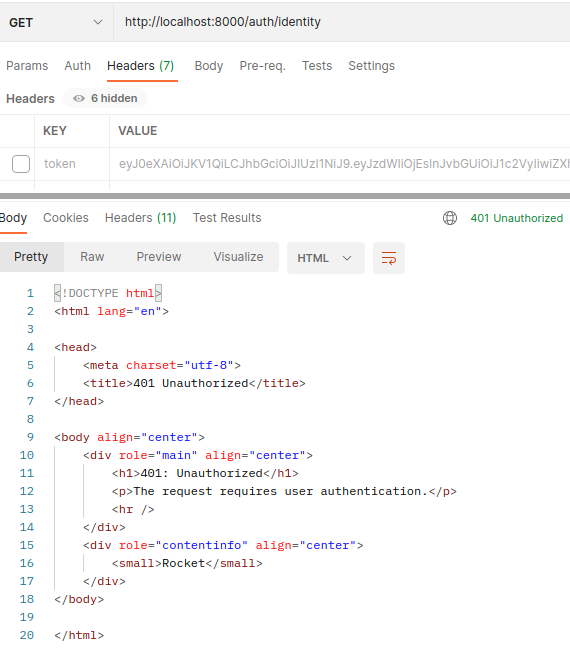 GET http://localhost:8000/auth/identity
Params Auth Headers (7) Body Pre-req. Tests Settings
Headers 6 hidden
KEY VALUE
token eyJ0eXAiOiJKV1QiLCJhbGciOiJIUzI1NiJ9.eyJzdWIiOjEsInJvbGUiOiJ1c2VyIiwiZXh
Body Cookies Headers (11) Test Results 401 Unauthorized
Pretty Raw Preview Visualize HTML
1 <!DOCTYPE html>
2 <html lang="en">
3
4 <head>
5 <meta charset="utf-8">
6 <title>401 Unauthorized</title>
7 </head>
8
9 <body align="center">
10 <div role="main" align="center">
11 <h1>401: Unauthorized</h1>
12 <p>The request requires user authentication.</p>
13 <hr />
14 </div>
15 <div role="contentinfo" align="center">
16 <small>Rocket</small>
17 </div>
18 </body>
19
20 </html>